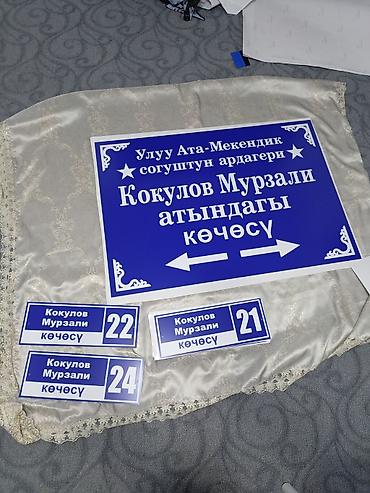 Улуу Ата-Мекендик
согуштун ардагери
Кокулов Мурзали
атындагы
көчөсү
Кокулов
Мурзали
көчөсү
22
Кокулов
Мурзали
көчөсү
21
Кокулов
Мурзали
көчөсү
24